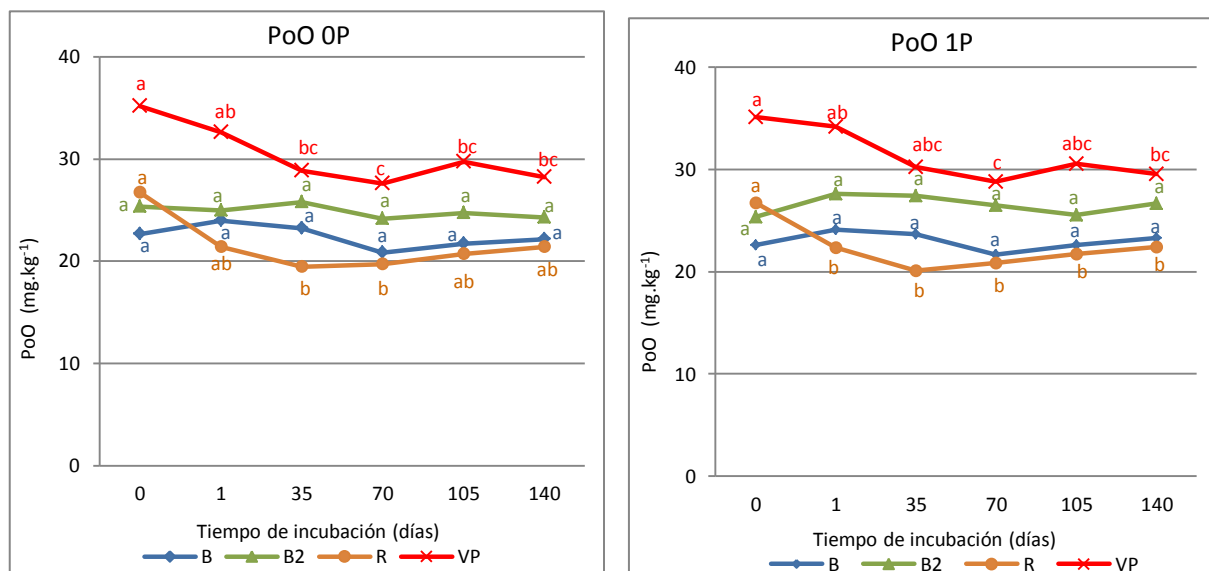 PoO 0P
40
30
20
10
0
PoO (mg.kg⁻¹)
a
ab
bc
c
bc
bc
a
a
a
a
a
a
a
a
a
a
a
a
a
ab
b
b
ab
ab
0 1 35 70 105 140
Tiempo de incubación (días)
B B2 R VP
PoO 1P
40
30
20
10
0
PoO (mg.kg⁻¹)
a
ab
abc
c
abc
bc
a
a
a
a
a
a
a
a
a
a
a
a
a
b
b
b
b
b
0 1 35 70 105 140
Tiempo de incubación (días)
B B2 R VP